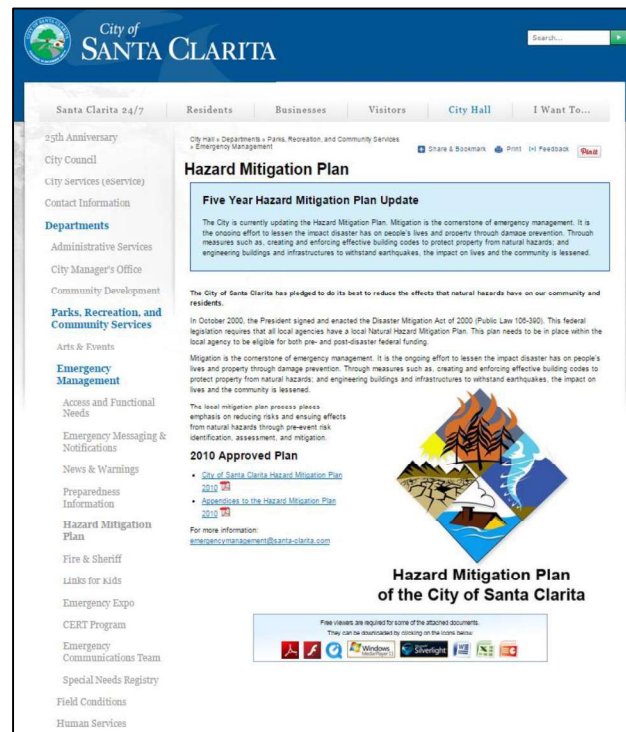 City of
SANTA CLARITA
Search...
Santa Clarita 24/7
Residents
Businesses
Visitors
City Hall
I Want To...
25th Anniversary
City Council
City Services (eService)
Contact Information
Departments
Administrative Services
City Manager's Office
Community Development
Parks, Recreation, and
Community Services
Arts & Events
Emergency
Management
Access and Functional
Needs
Emergency Messaging &
Notifications
News & Warnings
Preparedness
Information
Hazard Mitigation
Plan
Fire & Sheriff
Links for Kids
Emergency Expo
CERT Program
Emergency
Communications Team
Special Needs Registry
Field Conditions
Human Services
City Hall » Departments » Parks, Recreation, and Community Services
» Emergency Management
Share & Bookmark
Print
[+] Feedback
Pin it
Hazard Mitigation Plan
Five Year Hazard Mitigation Plan Update
The City is currently updating the Hazard Mitigation Plan. Mitigation is the cornerstone of emergency management. It is
the ongoing effort to lessen the impact disaster has on people's lives and property through damage prevention. Through
measures such as, creating and enforcing effective building codes to protect property from natural hazards; and
engineering buildings and infrastructures to withstand earthquakes, the impact on lives and the community is lessened.
The City of Santa Clarita has pledged to do its best to reduce the effects that natural hazards have on our community and
residents.
In October 2000, the President signed and enacted the Disaster Mitigation Act of 2000 (Public Law 106-390). This federal
legislation requires that all local agencies have a local Natural Hazard Mitigation Plan. This plan needs to be in place within the
local agency to be eligible for both pre- and post-disaster federal funding.
Mitigation is the cornerstone of emergency management. It is the ongoing effort to lessen the impact disaster has on people's
lives and property through damage prevention. Through measures such as, creating and enforcing effective building codes to
protect property from natural hazards; and engineering buildings and infrastructures to withstand earthquakes, the impact on
lives and the community is lessened.
The local mitigation plan process places
emphasis on reducing risks and ensuing effects
from natural hazards through pre-event risk
identification, assessment, and mitigation.
2010 Approved Plan
City of Santa Clarita Hazard Mitigation Plan
2010
Appendices to the Hazard Mitigation Plan
2010
For more information:
emergencymanagement@santa-clarita.com
Hazard Mitigation Plan
of the City of Santa Clarita
Free viewers are required for some of the attached documents.
They can be downloaded by clicking on the icons below.
Windows
Media Player 11
Silverlight